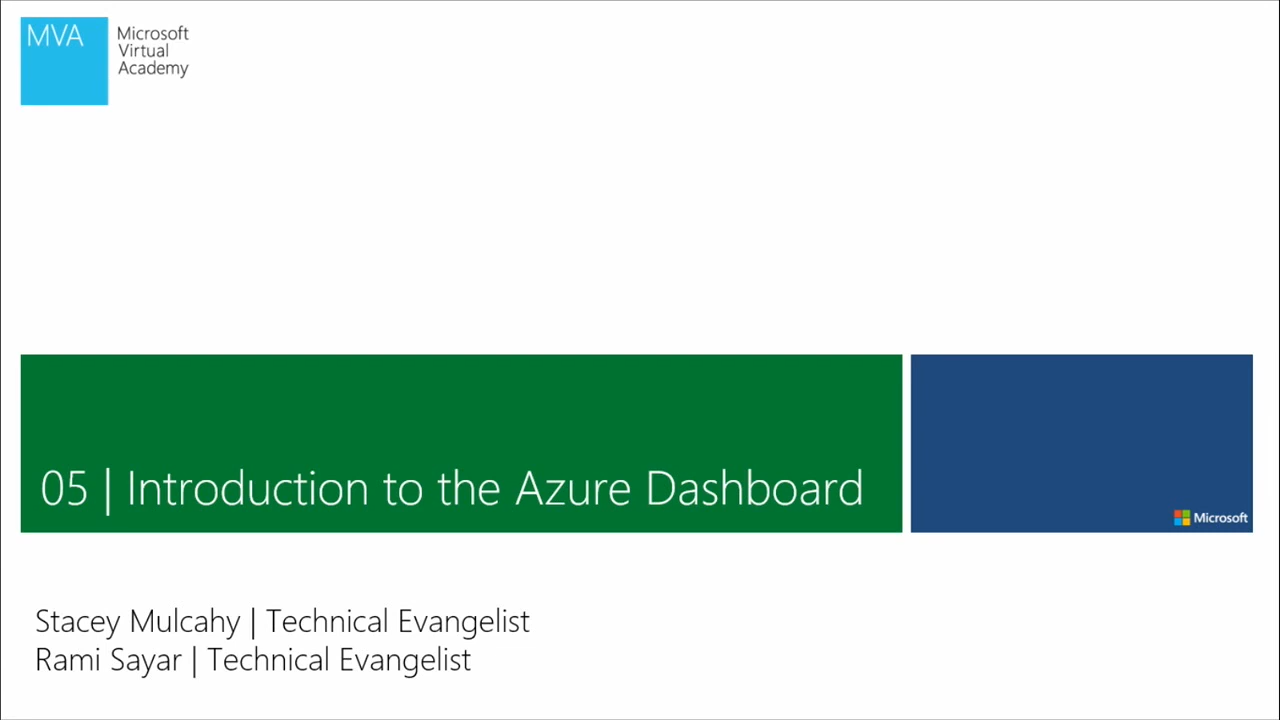 MVA
Microsoft
Virtual
Academy
05 | Introduction to the Azure Dashboard
Microsoft
Stacey Mulcahy | Technical Evangelist
Rami Sayar | Technical Evangelist